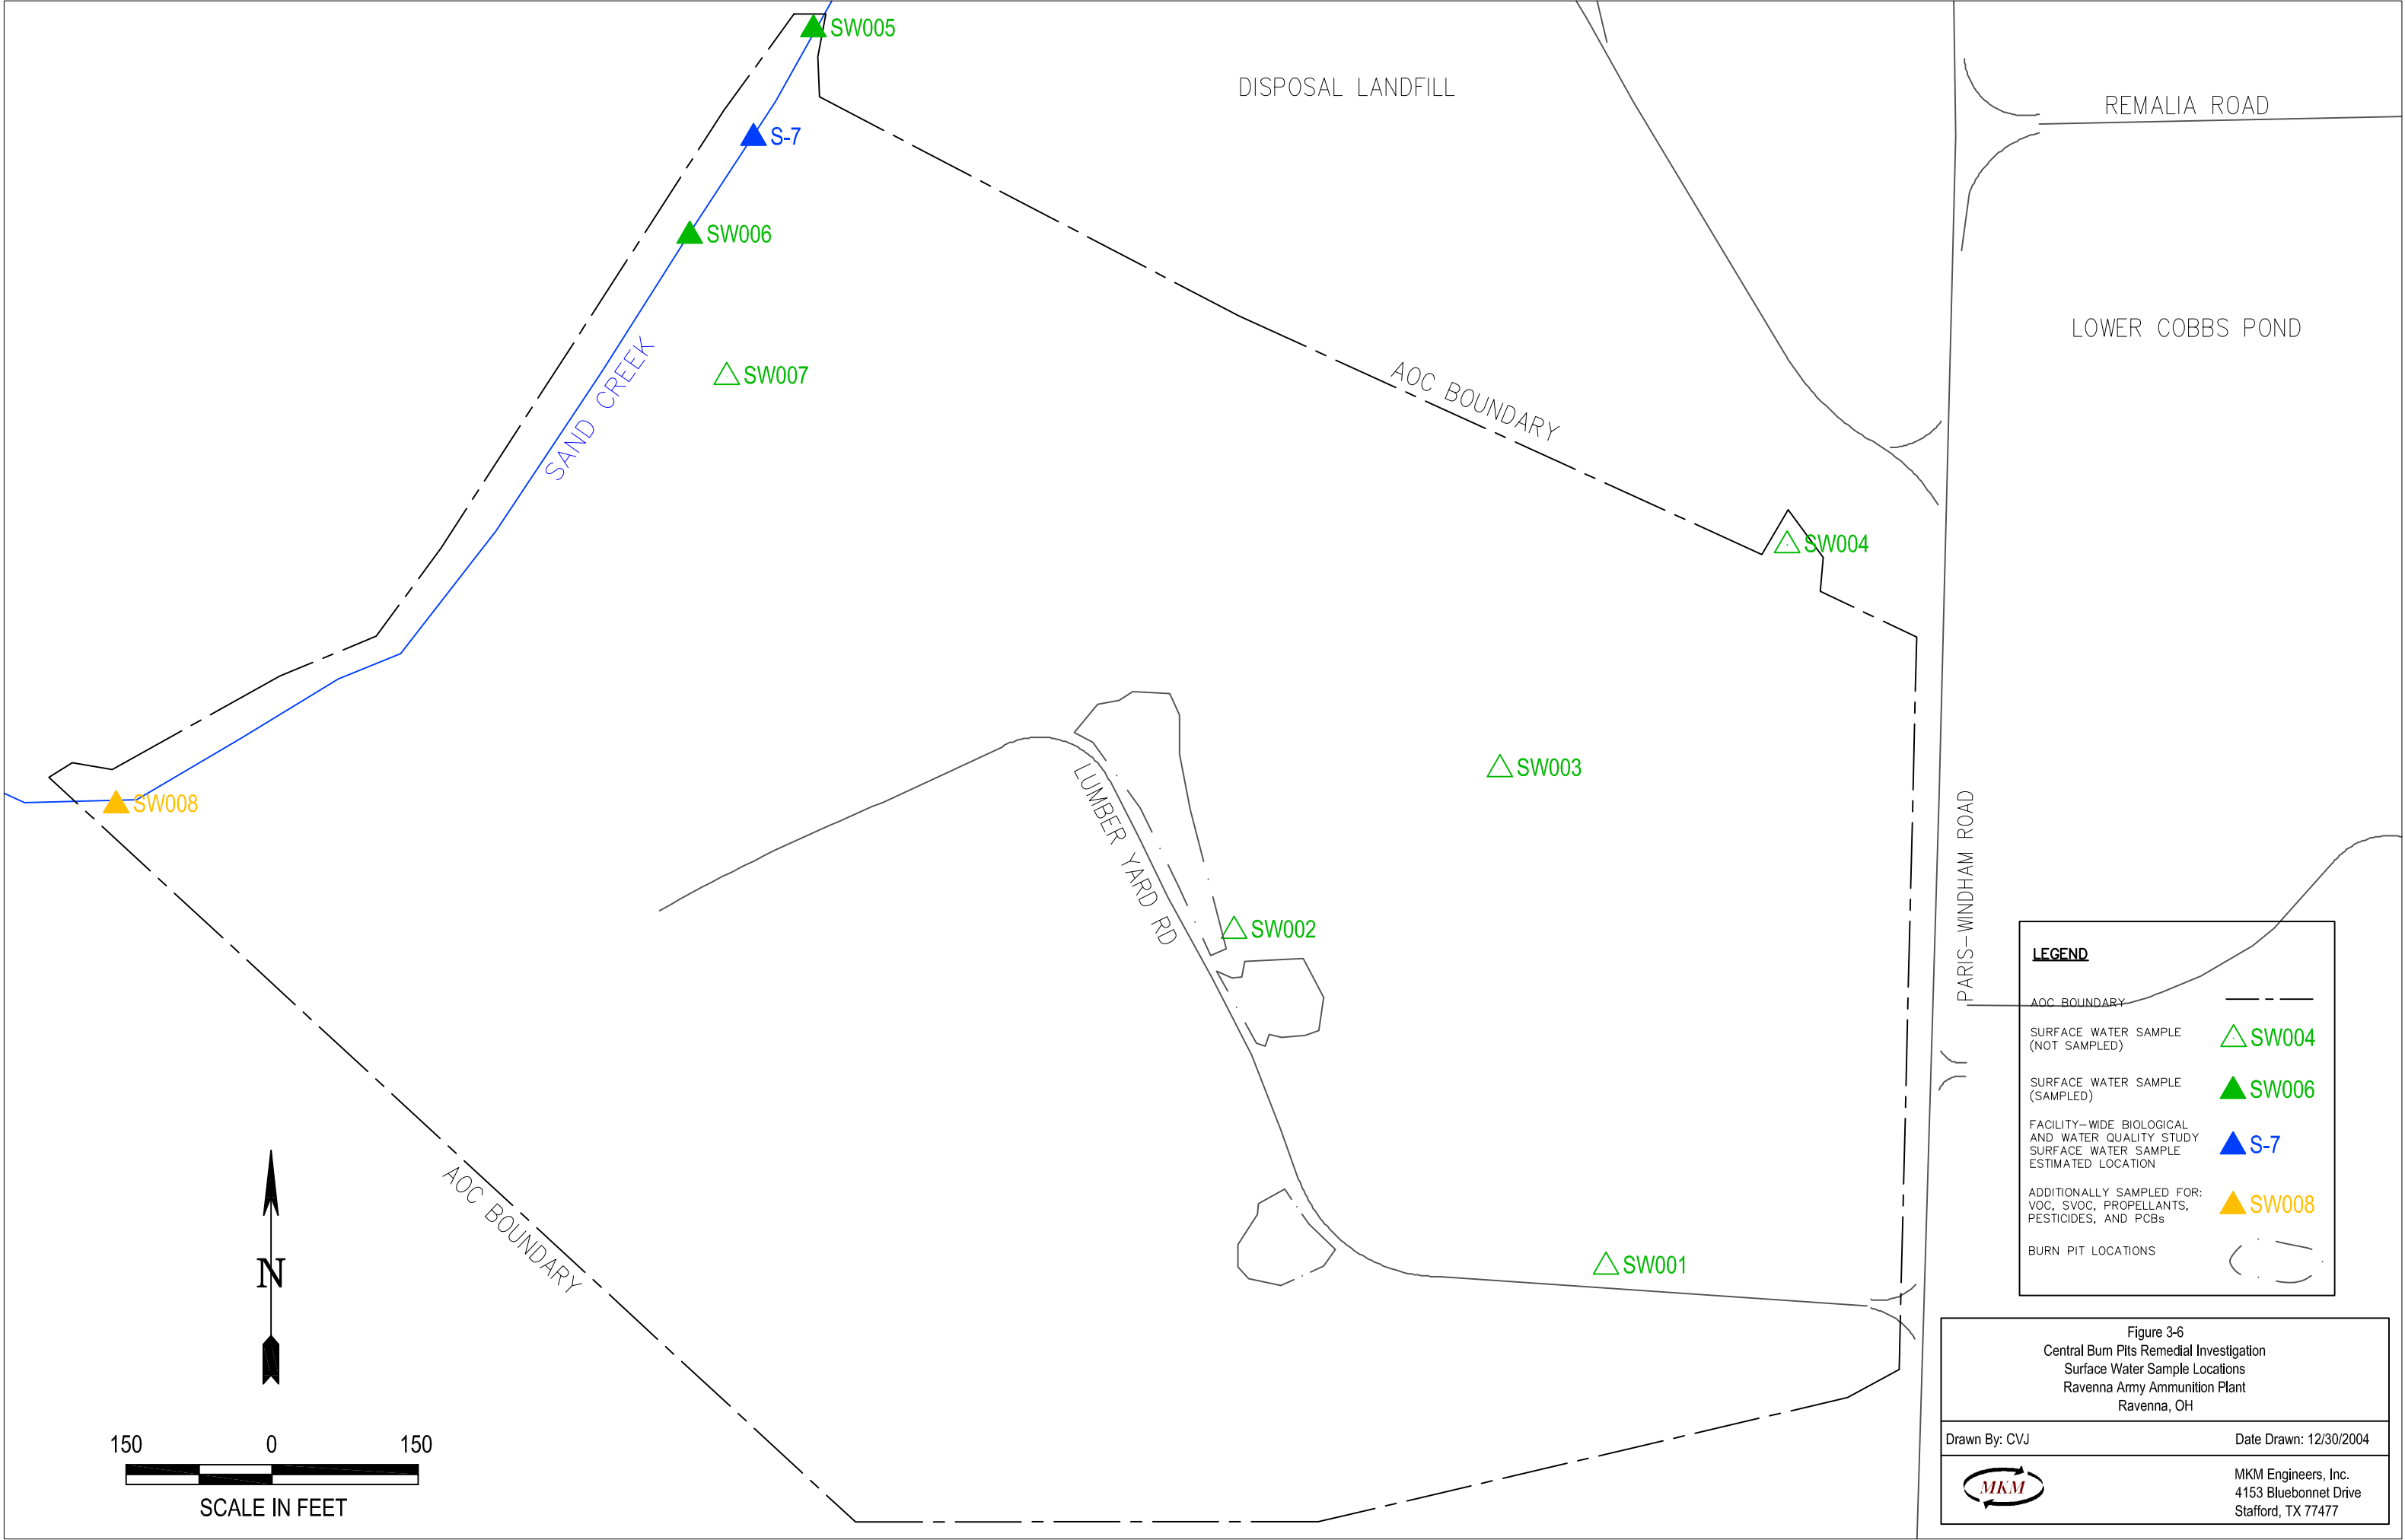 SW005
DISPOSAL LANDFILL
REMALIA ROAD
S-7
SW006
LOWER COBBS POND
SAND CREEK
SW007
AOC BOUNDARY
SW004
SW003
LUMBER YARD RD
SW008
PARIS-WINDHAM ROAD
SW002
AOC BOUNDARY
SW001
N
150 0 150
SCALE IN FEET
LEGEND
AOC BOUNDARY
SURFACE WATER SAMPLE
(NOT SAMPLED)
SW004
SURFACE WATER SAMPLE
(SAMPLED)
SW006
FACILITY-WIDE BIOLOGICAL
AND WATER QUALITY STUDY
SURFACE WATER SAMPLE
ESTIMATED LOCATION
S-7
ADDITIONALLY SAMPLED FOR:
VOC, SVOC, PROPELLANTS,
PESTICIDES, AND PCBs
SW008
BURN PIT LOCATIONS
Figure 3-6
Central Burn Pits Remedial Investigation
Surface Water Sample Locations
Ravenna Army Ammunition Plant
Ravenna, OH
Drawn By: CVJ
Date Drawn: 12/30/2004
MKM
MKM Engineers, Inc.
4153 Bluebonnet Drive
Stafford, TX 77477